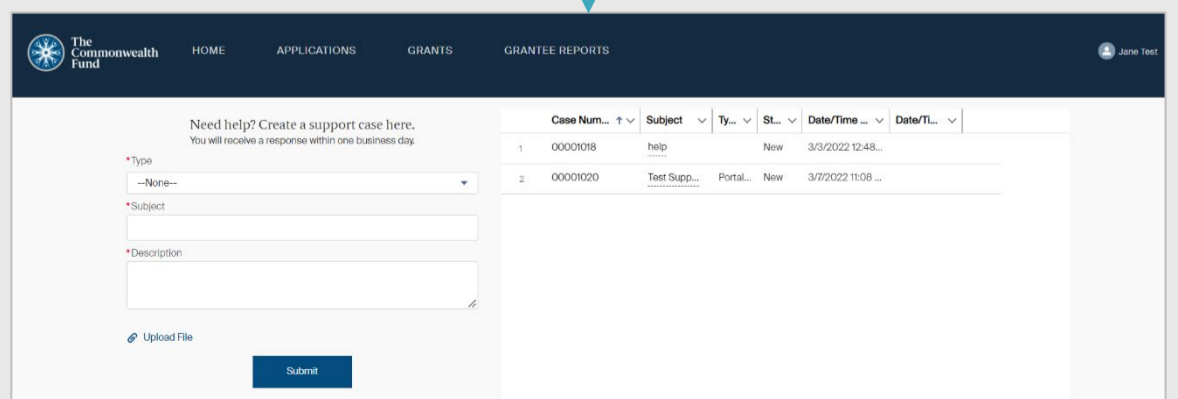 The
Commonwealth
Fund
HOME APPLICATIONS GRANTS GRANTEE REPORTS
Jane Test
Need help? Create a support case here.
You will receive a response within one business day.
*Type
--None--
*Subject
*Description
Upload File
Submit
Case Num... Subject Ty... St... Date/Time ... Date/Ti...
1 00001018 help New 3/3/2022 12:48...
2 00001020 Test Supp... Portal... New 3/7/2022 11:08 ...